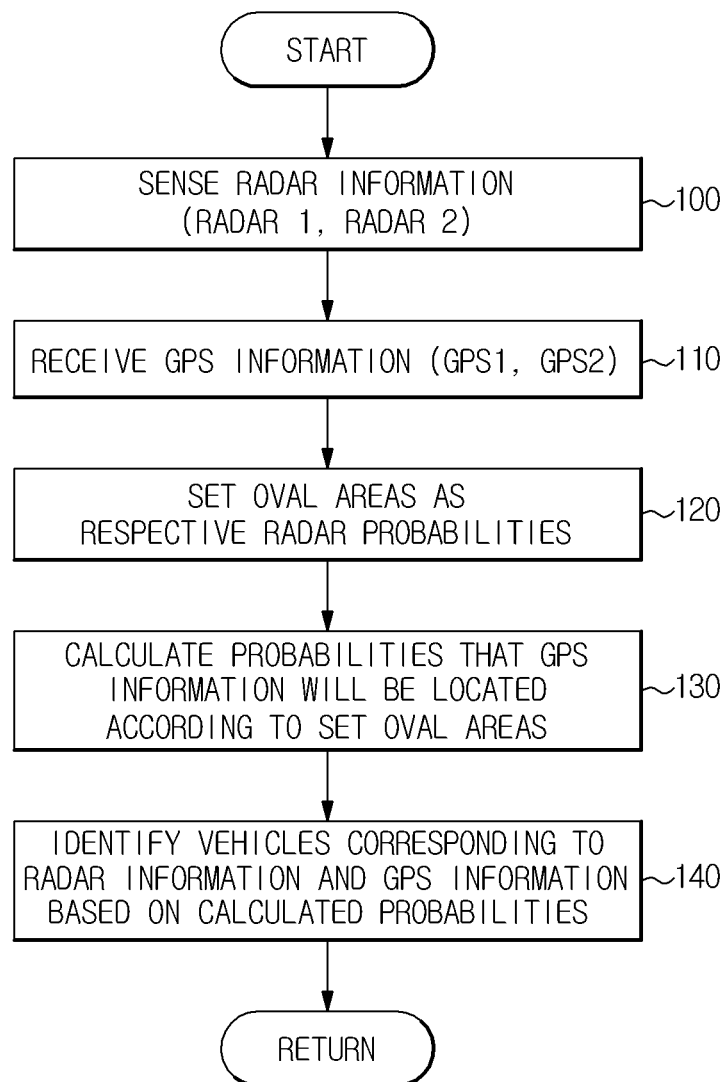 START
SENSE RADAR INFORMATION
(RADAR 1, RADAR 2)
100
RECEIVE GPS INFORMATION (GPS1, GPS2)
110
SET OVAL AREAS AS
RESPECTIVE RADAR PROBABILITIES
120
CALCULATE PROBABILITIES THAT GPS
INFORMATION WILL BE LOCATED
ACCORDING TO SET OVAL AREAS
130
IDENTIFY VEHICLES CORRESPONDING TO
RADAR INFORMATION AND GPS INFORMATION
BASED ON CALCULATED PROBABILITIES
140
RETURN